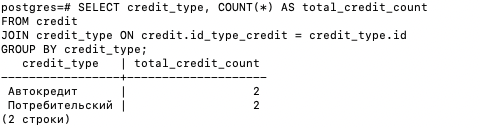 postgres=# SELECT credit_type, COUNT(*) AS total_credit_count
FROM credit
JOIN credit_type ON credit.id_type_credit = credit_type.id
GROUP BY credit_type;
   credit_type   | total_credit_count
-----------------+--------------------
 Автокредит      |                  2
 Потребительский |                  2
(2 строки)